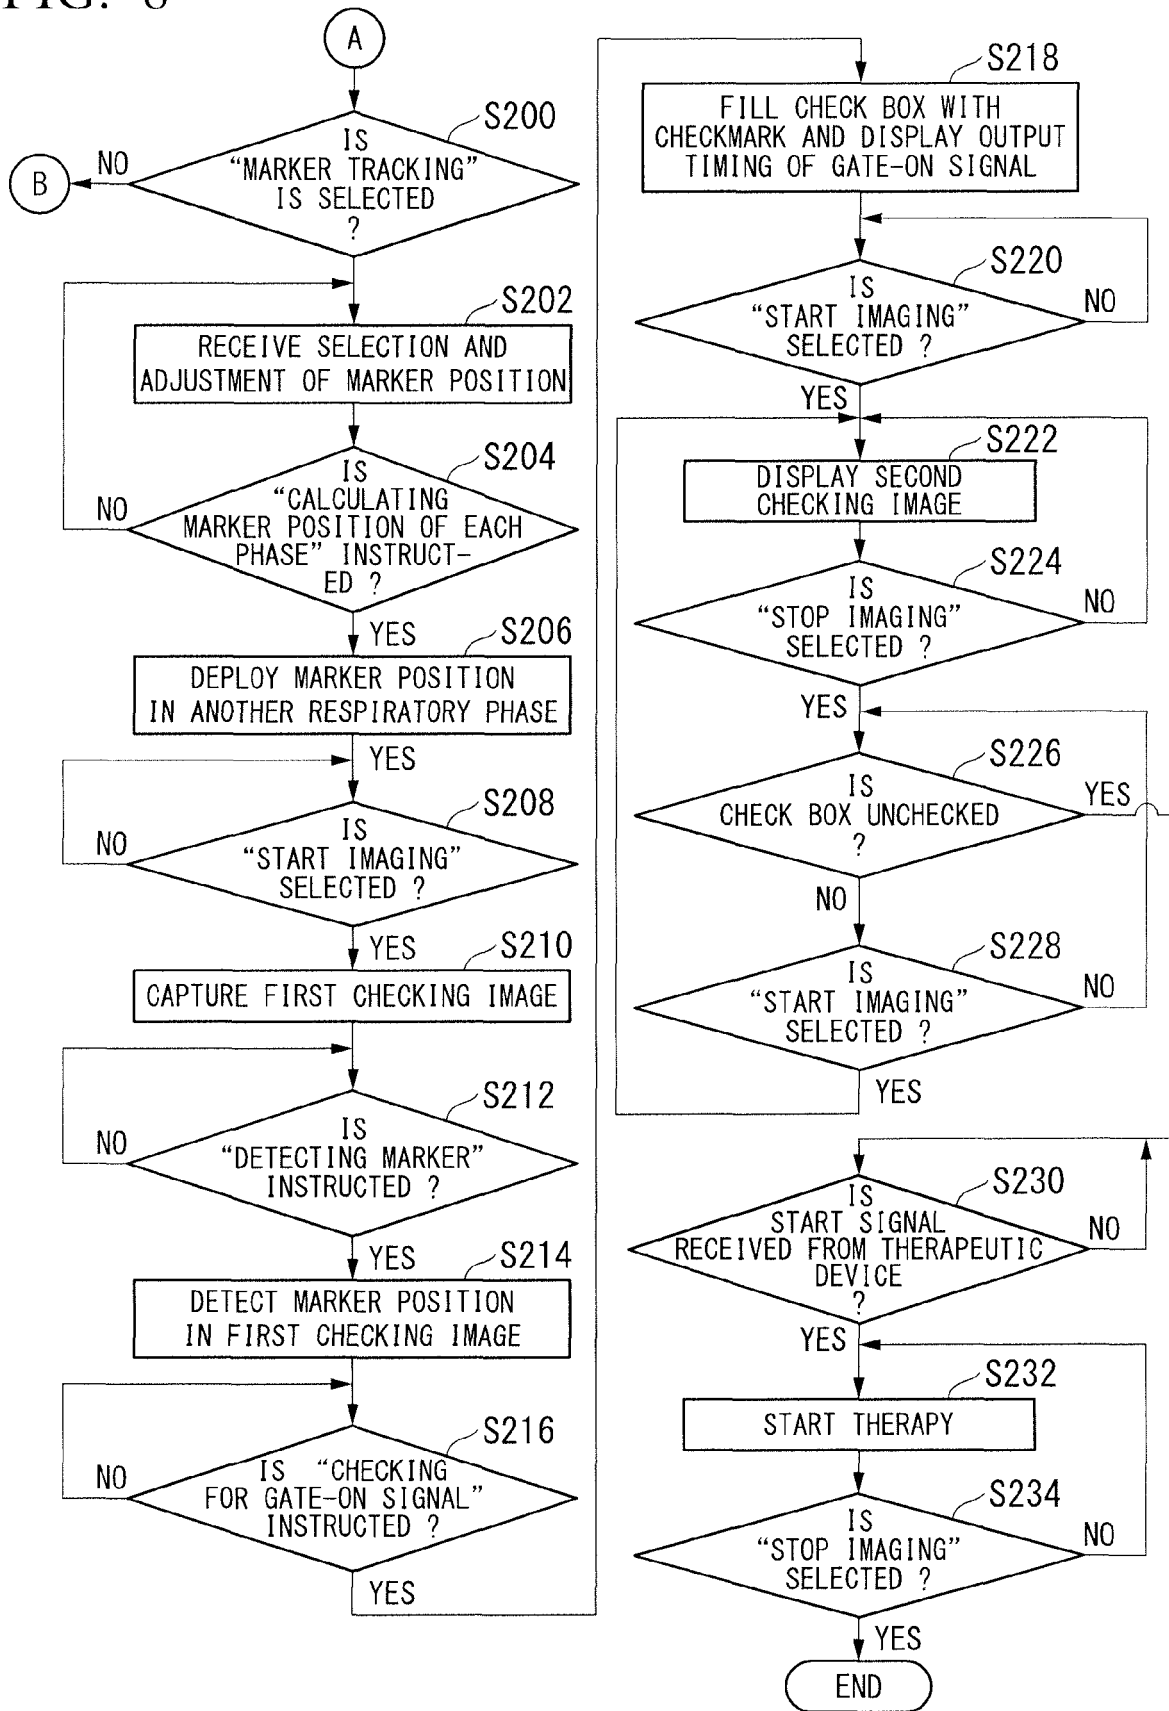 FIG. 8
A
S200
IS
“MARKER TRACKING”
IS SELECTED
?
NO
B
S202
RECEIVE SELECTION AND
ADJUSTMENT OF MARKER POSITION
S204
IS
“CALCULATING
MARKER POSITION OF EACH
PHASE” INSTRUCT-
ED ?
NO
YES
S206
DEPLOY MARKER POSITION
IN ANOTHER RESPIRATORY PHASE
YES
S208
IS
“START IMAGING”
SELECTED ?
NO
YES
S210
CAPTURE FIRST CHECKING IMAGE
S212
IS
“DETECTING MARKER”
INSTRUCTED ?
NO
YES
S214
DETECT MARKER POSITION
IN FIRST CHECKING IMAGE
S216
IS “CHECKING
FOR GATE-ON SIGNAL”
INSTRUCTED ?
NO
YES
S218
FILL CHECK BOX WITH
CHECKMARK AND DISPLAY OUTPUT
TIMING OF GATE-ON SIGNAL
S220
IS
“START IMAGING”
SELECTED ?
NO
YES
S222
DISPLAY SECOND
CHECKING IMAGE
S224
IS
“STOP IMAGING”
SELECTED ?
NO
YES
S226
IS
CHECK BOX UNCHECKED
?
YES
NO
S228
IS
“START IMAGING”
SELECTED ?
NO
YES
S230
IS
START SIGNAL
RECEIVED FROM THERAPEUTIC
DEVICE
?
NO
YES
S232
START THERAPY
S234
IS
“STOP IMAGING”
SELECTED ?
NO
YES
END